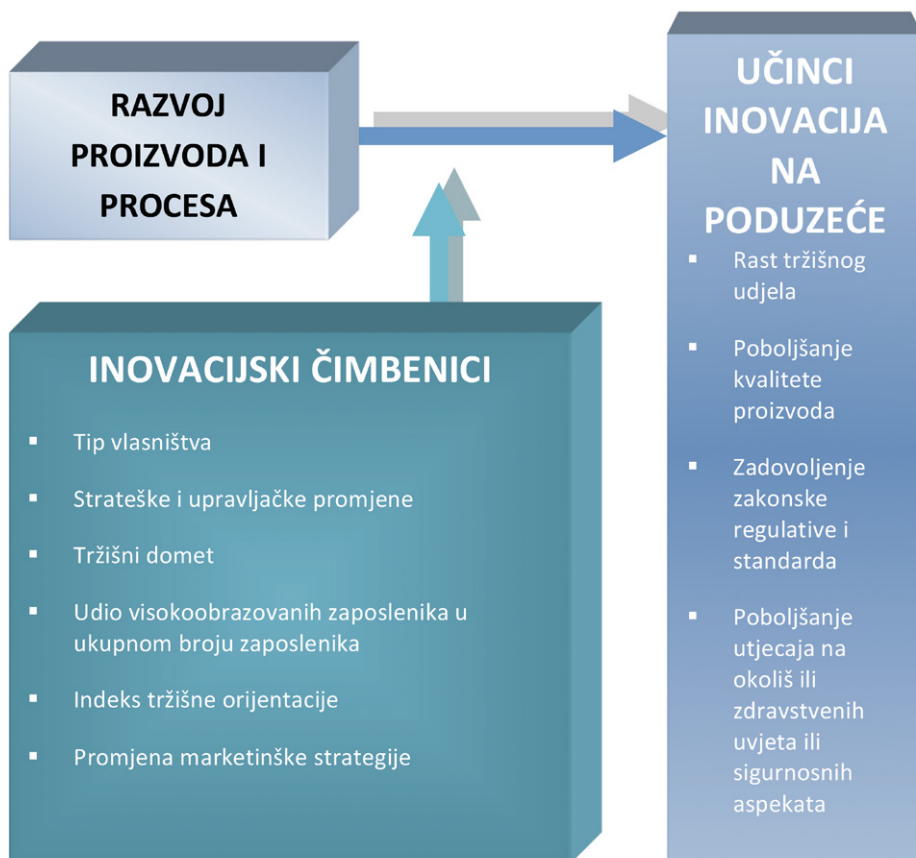 RAZVOJ
PROIZVODA I
PROCESA
INOVACIJSKI ČIMBENICI
▪ Tip vlasništva
▪ Strateške i upravljačke promjene
▪ Tržišni domet
▪ Udio visokoobrazovanih zaposlenika u
ukupnom broju zaposlenika
▪ Indeks tržišne orijentacije
▪ Promjena marketinške strategije
UČINCI
INOVACIJA
NA
PODUZEĆE
▪ Rast tržišnog
udjela
▪ Poboljšanje
kvalitete
proizvoda
▪ Zadovoljenje
zakonske
regulative i
standarda
▪ Poboljšanje
utjecaja na
okoliš ili
zdravstvenih
uvjeta ili
sigurnosnih
aspekata